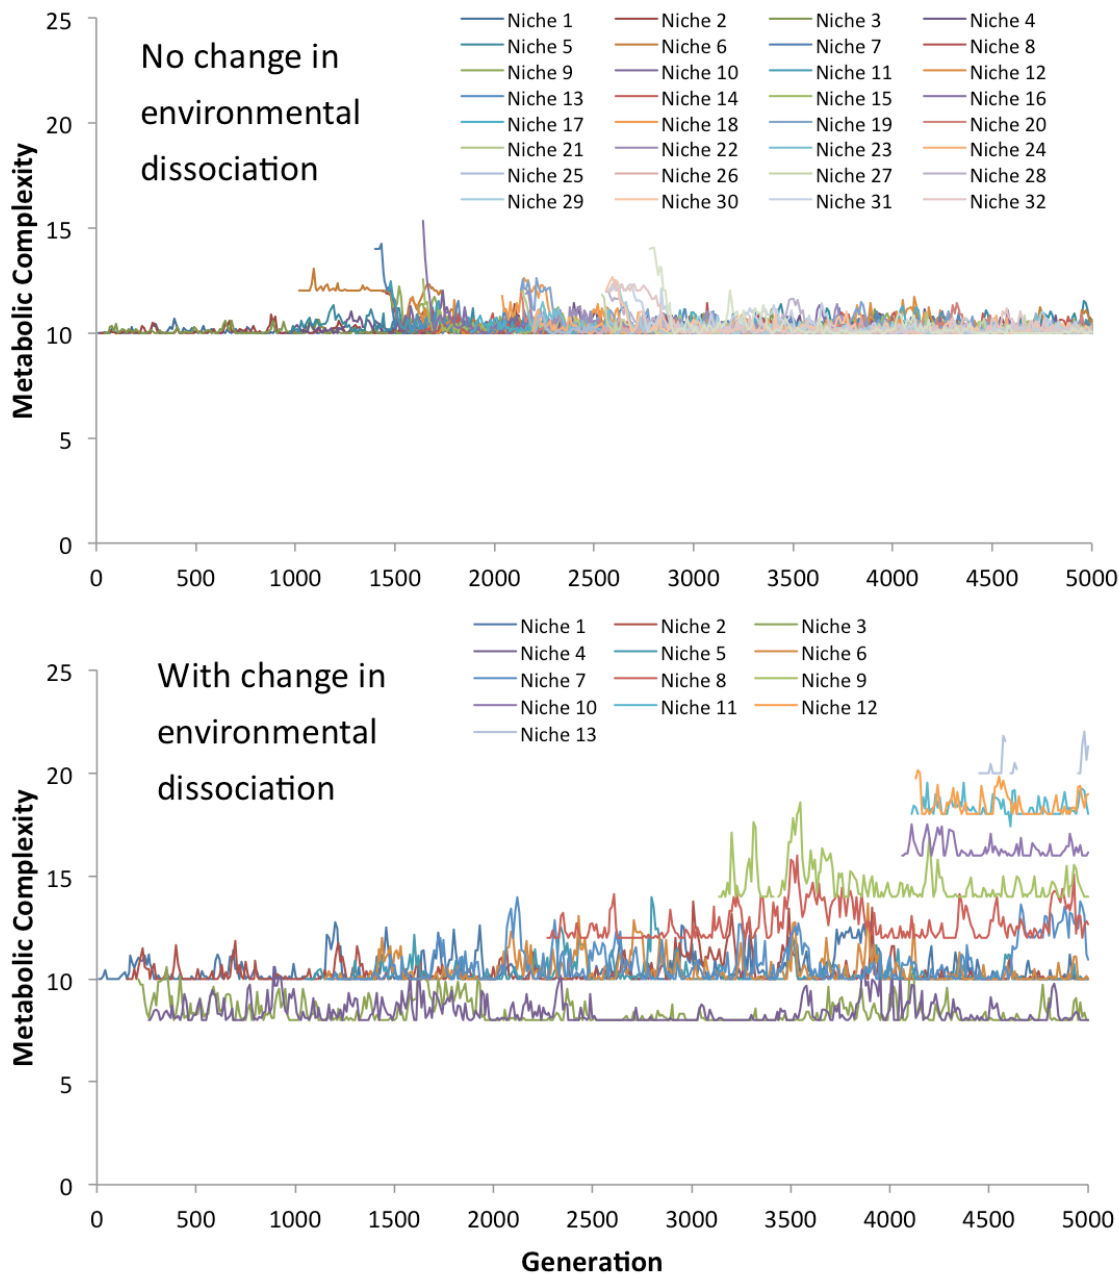 25
20
15
10
5
0
Metabolic Complexity
No change in
environmental
dissociation
Niche 1 Niche 2 Niche 3 Niche 4
Niche 5 Niche 6 Niche 7 Niche 8
Niche 9 Niche 10 Niche 11 Niche 12
Niche 13 Niche 14 Niche 15 Niche 16
Niche 17 Niche 18 Niche 19 Niche 20
Niche 21 Niche 22 Niche 23 Niche 24
Niche 25 Niche 26 Niche 27 Niche 28
Niche 29 Niche 30 Niche 31 Niche 32
0 500 1000 1500 2000 2500 3000 3500 4000 4500 5000
Niche 1 Niche 2 Niche 3
Niche 4 Niche 5 Niche 6
Niche 7 Niche 8 Niche 9
Niche 10 Niche 11 Niche 12
Niche 13
25
20
15
10
5
0
Metabolic Complexity
With change in
environmental
dissociation
0 500 1000 1500 2000 2500 3000 3500 4000 4500 5000
Generation